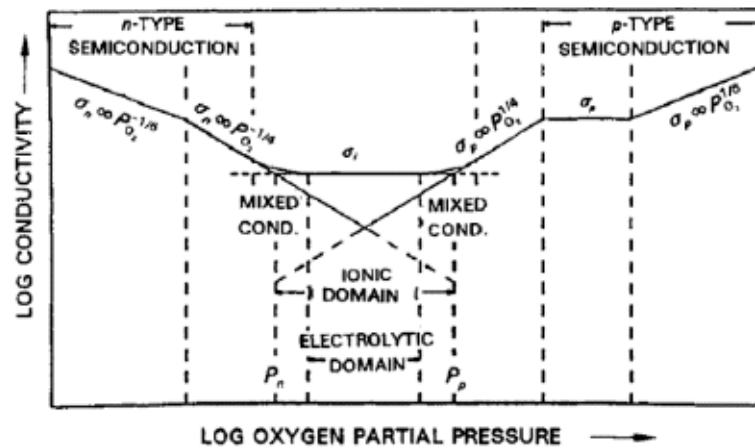 n-TYPE
SEMICONDUCTION
p-TYPE
SEMICONDUCTION
σn ∝ PO2^-1/6
σn ∝ PO2^-1/4
σi
σp ∝ PO2^1/4
σp
σp ∝ PO2^1/6
MIXED
COND.
MIXED
COND.
IONIC
DOMAIN
ELECTROLYTIC
DOMAIN
Pn
Pp
LOG CONDUCTIVITY
LOG OXYGEN PARTIAL PRESSURE